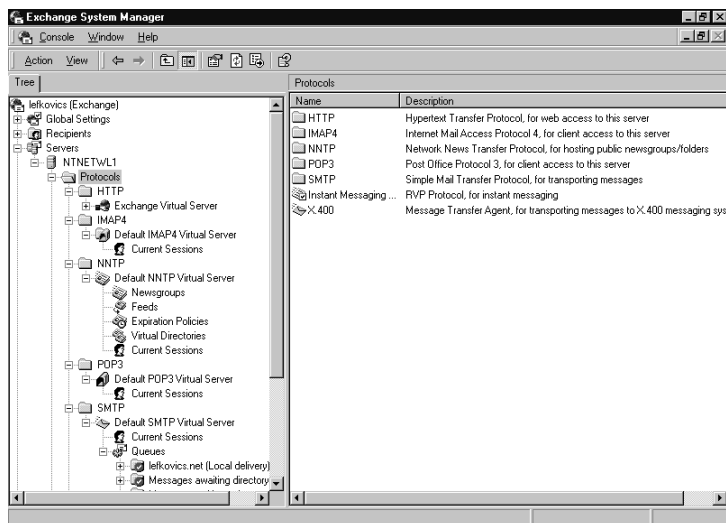 Exchange System Manager
Console Window Help
Action View
Tree
lefkovics (Exchange)
Global Settings
Recipients
Servers
NTNETWL1
Protocols
HTTP
Exchange Virtual Server
IMAP4
Default IMAP4 Virtual Server
Current Sessions
NNTP
Default NNTP Virtual Server
Newsgroups
Feeds
Expiration Policies
Virtual Directories
Current Sessions
POP3
Default POP3 Virtual Server
Current Sessions
SMTP
Default SMTP Virtual Server
Current Sessions
Queues
lefkovics.net (Local delivery)
Messages awaiting directory
Protocols
Name Description
HTTP Hypertext Transfer Protocol, for web access to this server
IMAP4 Internet Mail Access Protocol 4, for client access to this server
NNTP Network News Transfer Protocol, for hosting public newsgroups/folders
POP3 Post Office Protocol 3, for client access to this server
SMTP Simple Mail Transfer Protocol, for transporting messages
Instant Messaging ... RVP Protocol, for instant messaging
X.400 Message Transfer Agent, for transporting messages to X.400 messaging sys